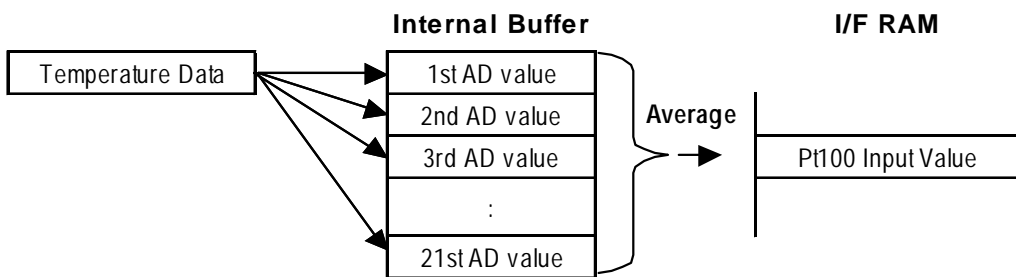 Internal Buffer
I/F RAM
Temperature Data
1st AD value
2nd AD value
3rd AD value
:
21st AD value
Average
Pt100 Input Value